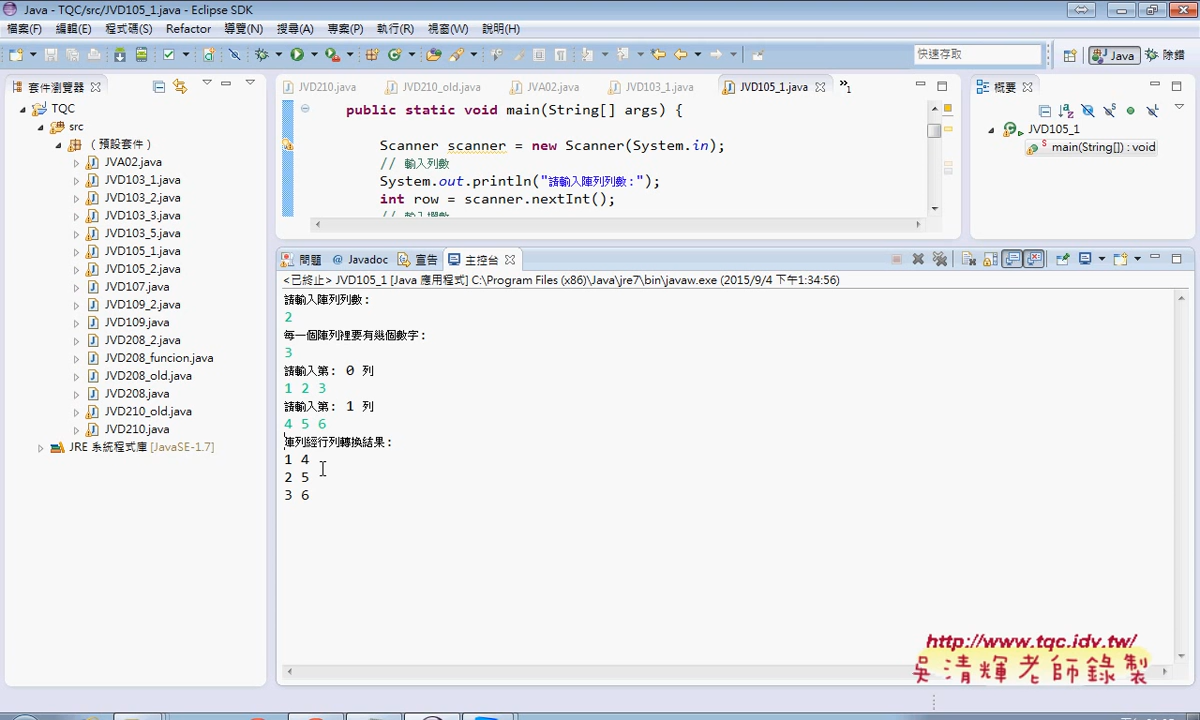 Java - TQC/src/JVD105_1.java - Eclipse SDK
檔案(F) 編輯(E) 程式碼(S) Refactor 導覽(N) 搜尋(A) 專案(P) 執行(R) 視窗(W) 說明(H)
快速存取
Java
除錯
套件瀏覽器
TQC
src
（預設套件）
JVA02.java
JVD103_1.java
JVD103_2.java
JVD103_3.java
JVD103_5.java
JVD105_1.java
JVD105_2.java
JVD107.java
JVD109_2.java
JVD109.java
JVD208_2.java
JVD208_funcion.java
JVD208_old.java
JVD208.java
JVD210_old.java
JVD210.java
JRE 系統程式庫 [JavaSE-1.7]
JVD210.java JVD210_old.java JVA02.java JVD103_1.java JVD105_1.java »1
public static void main(String[] args) {
Scanner scanner = new Scanner(System.in);
// 輸入列數
System.out.println("請輸入陣列列數:");
int row = scanner.nextInt();
概要
JVD105_1
main(String[]) : void
問題 @ Javadoc 宣告 主控台
<已終止> JVD105_1 [Java 應用程式] C:\Program Files (x86)\Java\jre7\bin\javaw.exe (2015/9/4 下午1:34:56)
請輸入陣列列數:
2
每一個陣列裡要有幾個數字:
3
請輸入第: 0 列
1 2 3
請輸入第: 1 列
4 5 6
陣列經行列轉換結果:
1 4
2 5
3 6
http://www.tqc.idv.tw/
吳清輝老師錄製